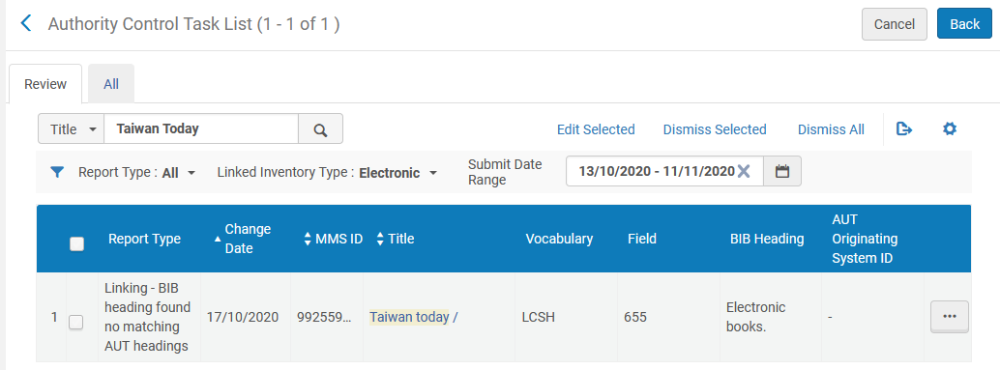 Authority Control Task List (1 - 1 of 1 )
Cancel
Back
Review
All
Title
Taiwan Today
Edit Selected
Dismiss Selected
Dismiss All
Report Type : All
Linked Inventory Type : Electronic
Submit Date
Range
13/10/2020 - 11/11/2020
Report Type
Change
Date
MMS ID
Title
Vocabulary
Field
BIB Heading
AUT
Originating
System ID
1
Linking - BIB
heading found
no matching
AUT headings
17/10/2020
992559...
Taiwan today /
LCSH
655
Electronic
books.
-